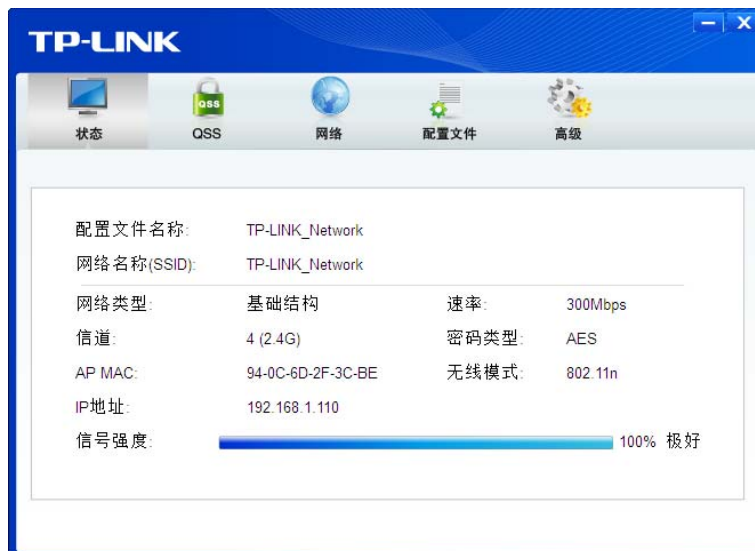 TP-LINK
状态 QSS 网络 配置文件 高级
QSS
配置文件名称: TP-LINK_Network
网络名称(SSID): TP-LINK_Network
网络类型: 基础结构 速率: 300Mbps
信道: 4 (2.4G) 密码类型: AES
AP MAC: 94-0C-6D-2F-3C-BE 无线模式: 802.11n
IP地址: 192.168.1.110
信号强度: 100% 极好